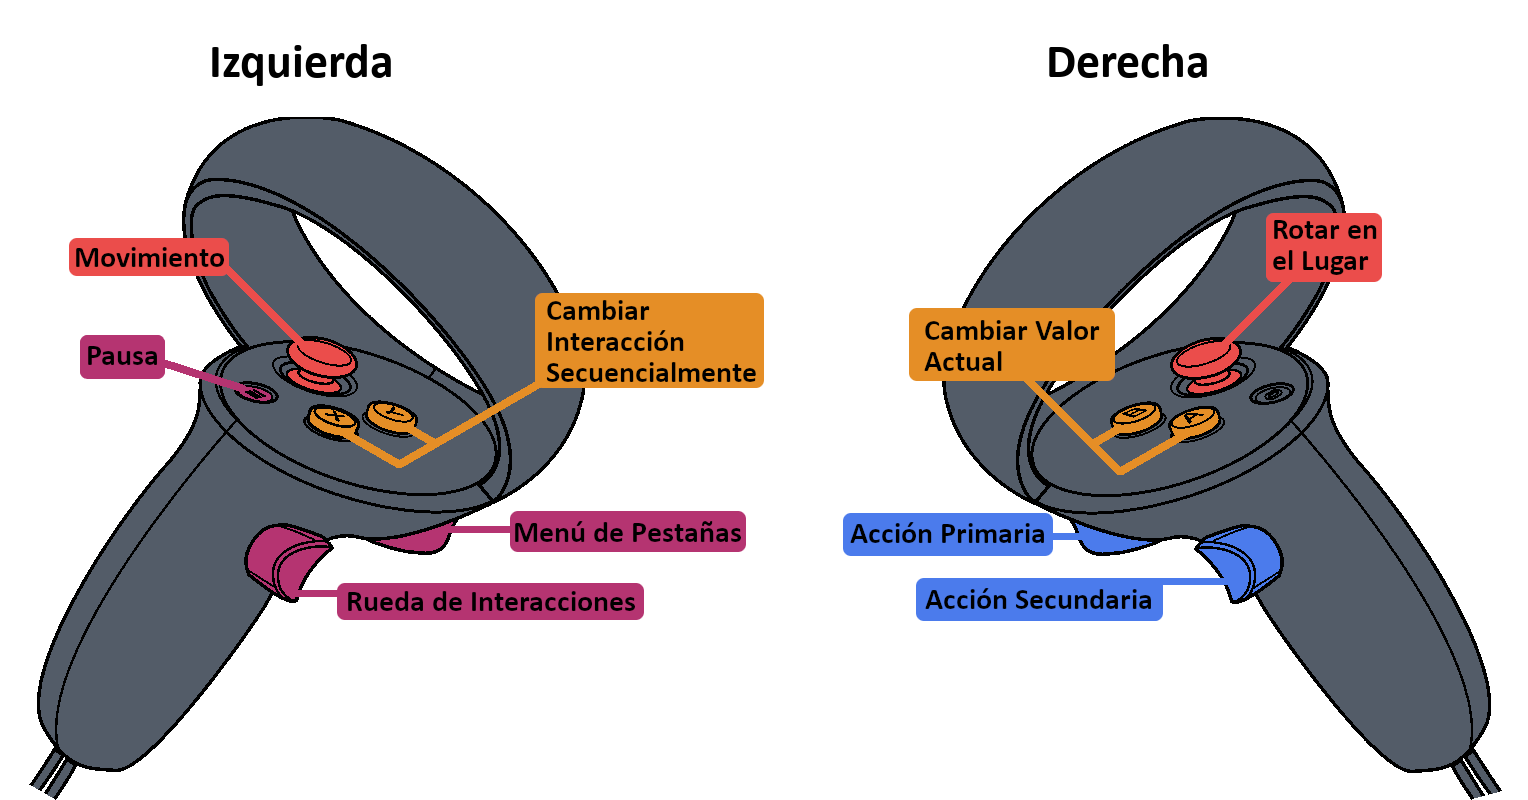 Izquierda
Derecha
Movimiento
Pausa
Cambiar
Interacción
Secuencialmente
X
Y
Menú de Pestañas
Rueda de Interacciones
Rotar en
el Lugar
Cambiar Valor
Actual
B
A
Acción Primaria
Acción Secundaria